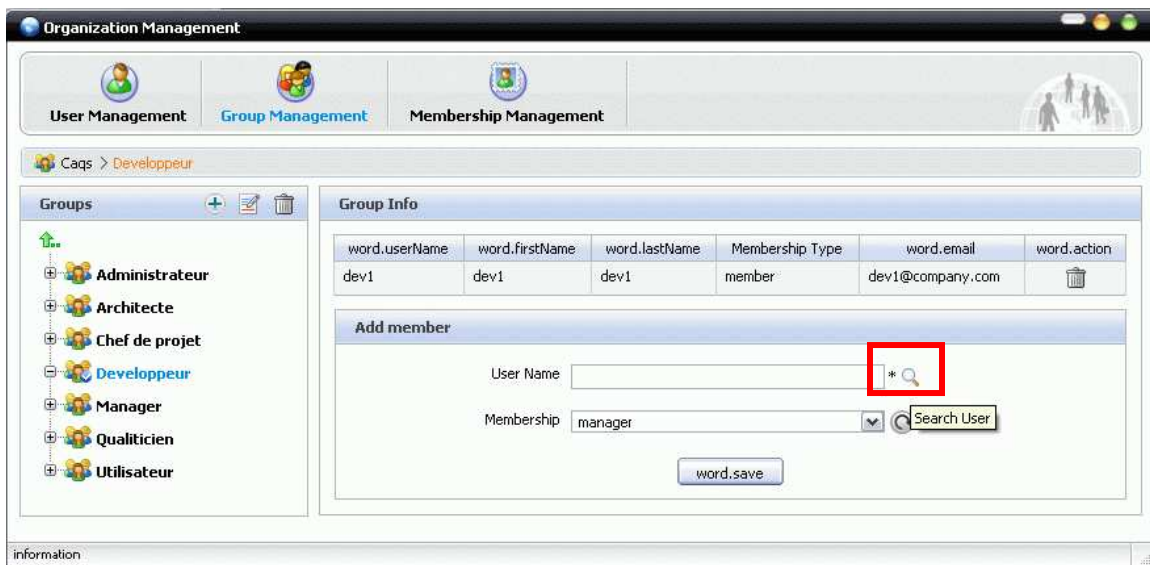 Organization Management
User Management Group Management Membership Management
Caqs > Developpeur
Groups
Administrateur
Architecte
Chef de projet
Developpeur
Manager
Qualiticien
Utilisateur
Group Info
word.userName word.firstName word.lastName Membership Type word.email word.action
dev1 dev1 dev1 member dev1@company.com
Add member
User Name *
Membership manager
Search User
word.save
information